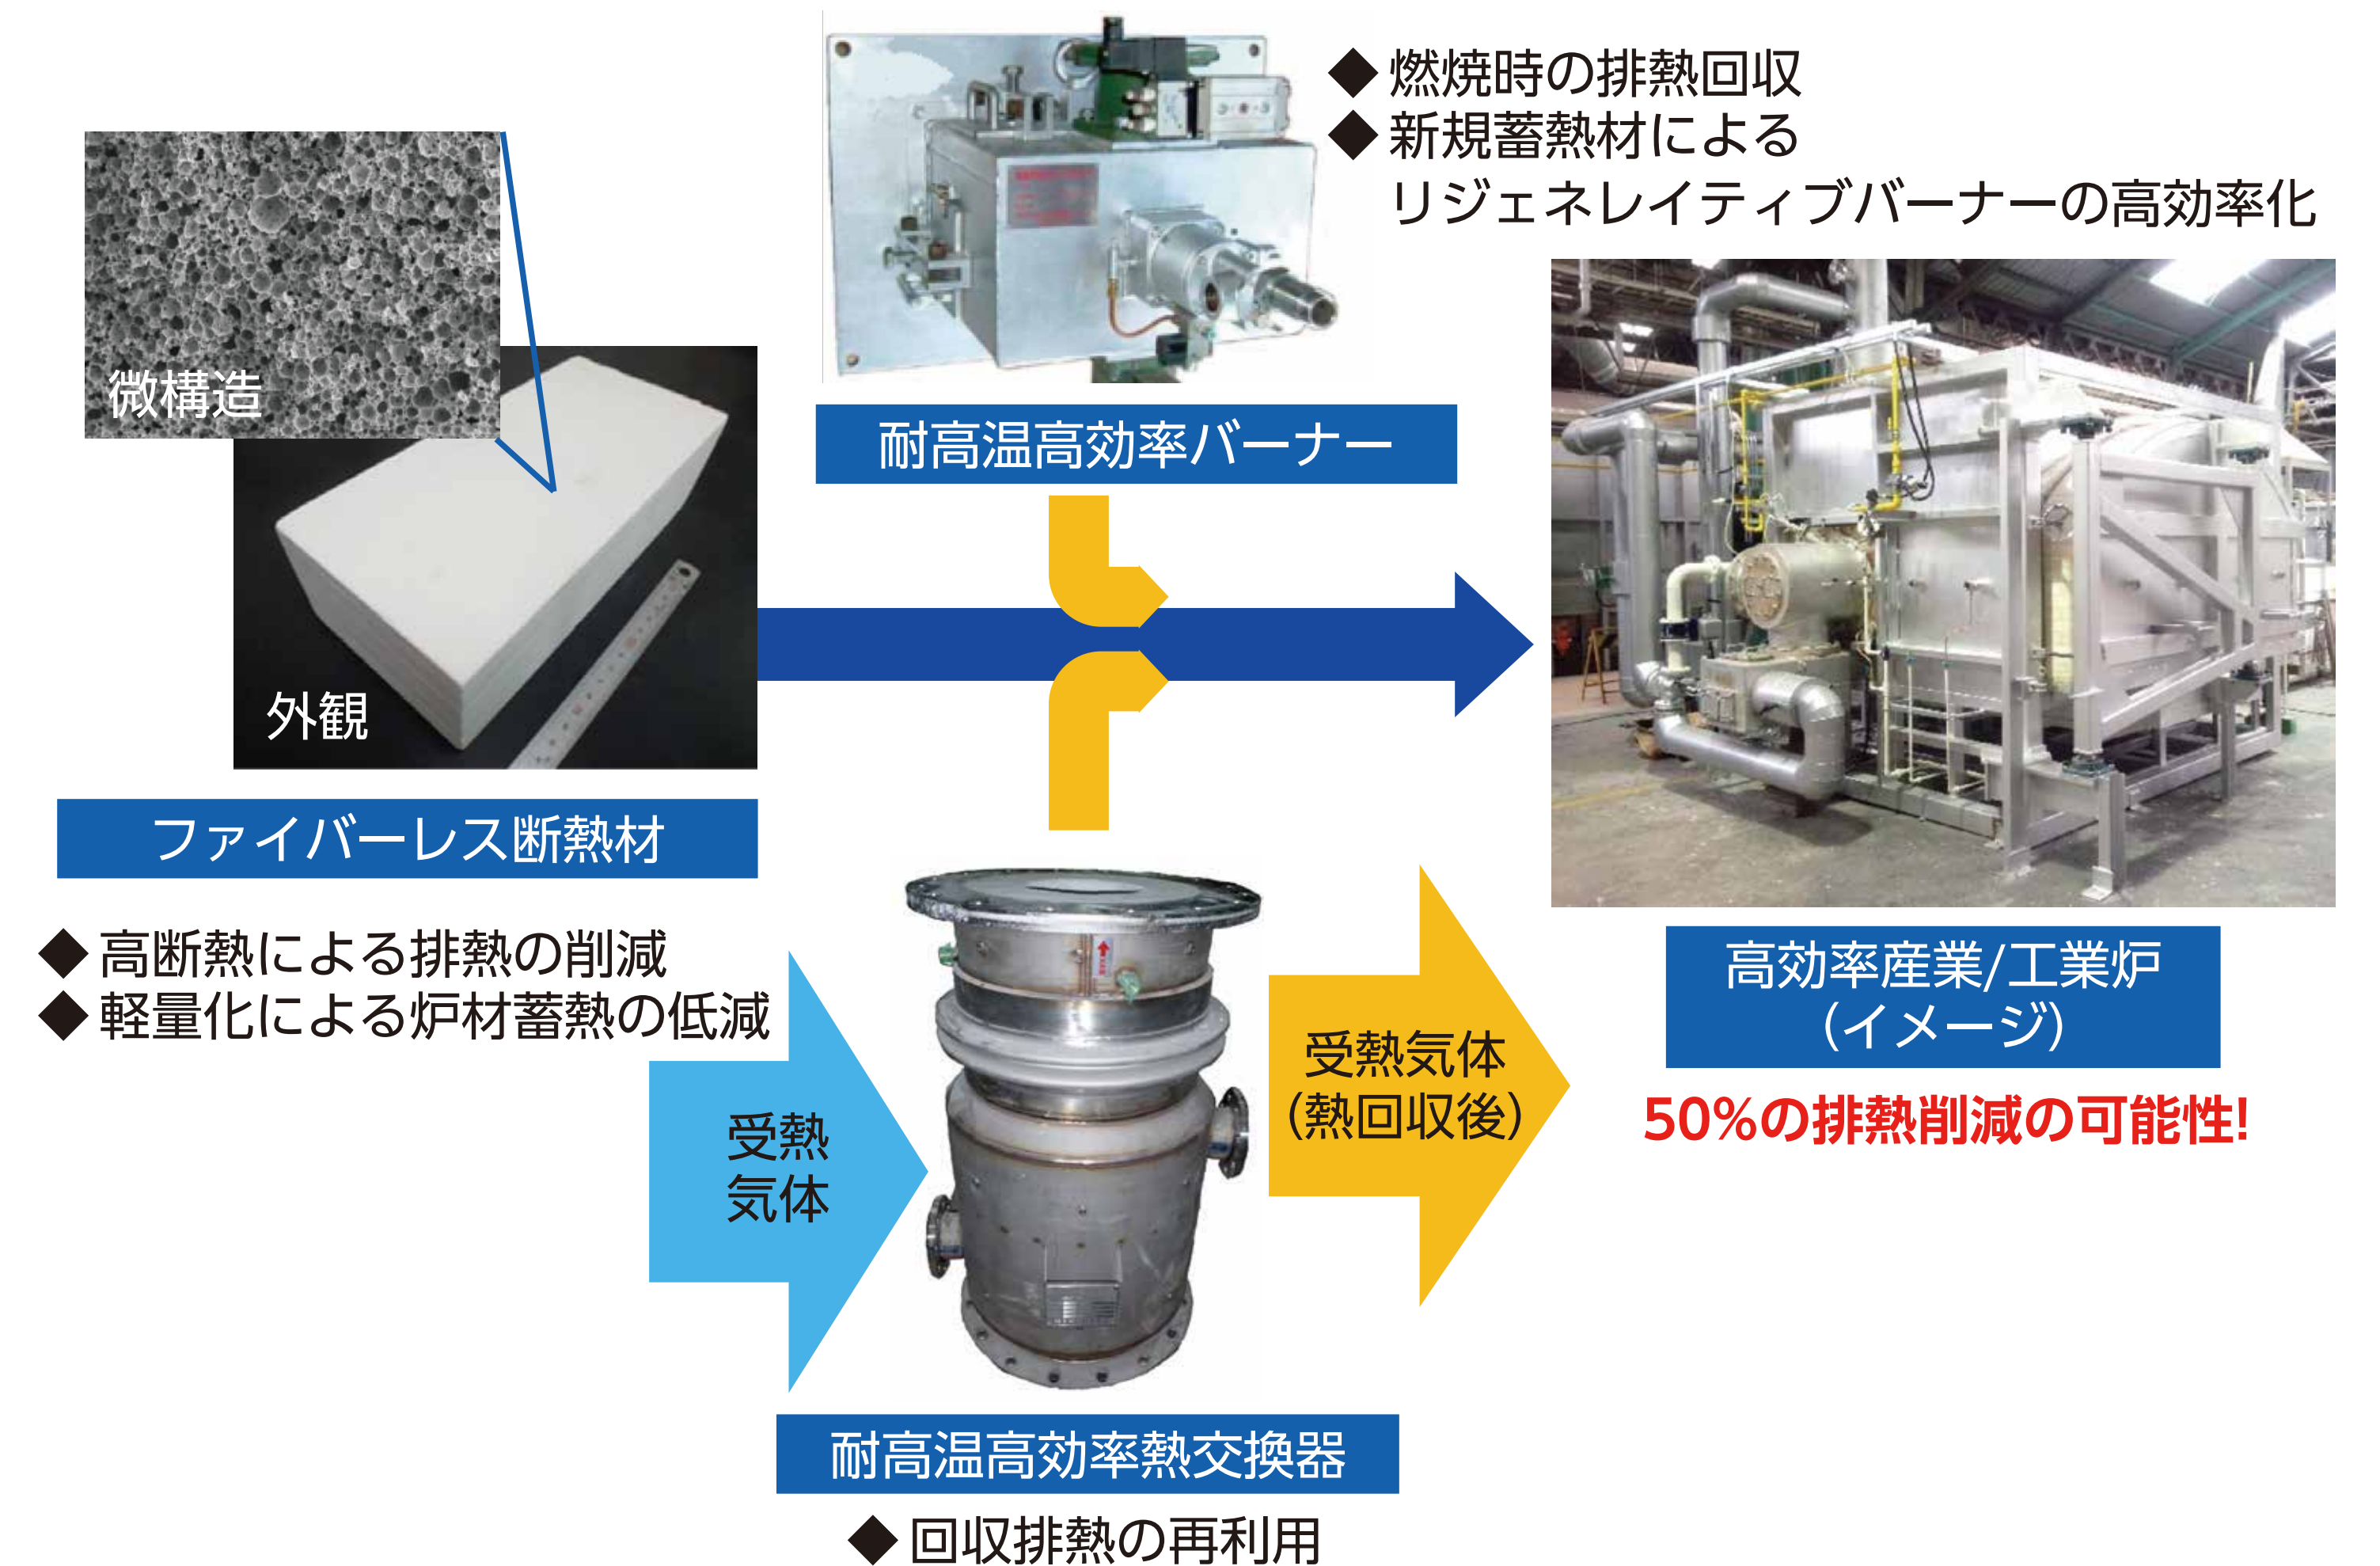 ◆燃焼時の排熱回収
◆新規蓄熱材による
リジェネレイティブバーナーの高効率化
微構造
外観
耐高温高効率バーナー
ファイバーレス断熱材
◆高断熱による排熱の削減
◆軽量化による炉材蓄熱の低減
受熱
気体
受熱気体
（熱回収後）
高効率産業/工業炉
（イメージ）
50%の排熱削減の可能性!
耐高温高効率熱交換器
◆回収排熱の再利用